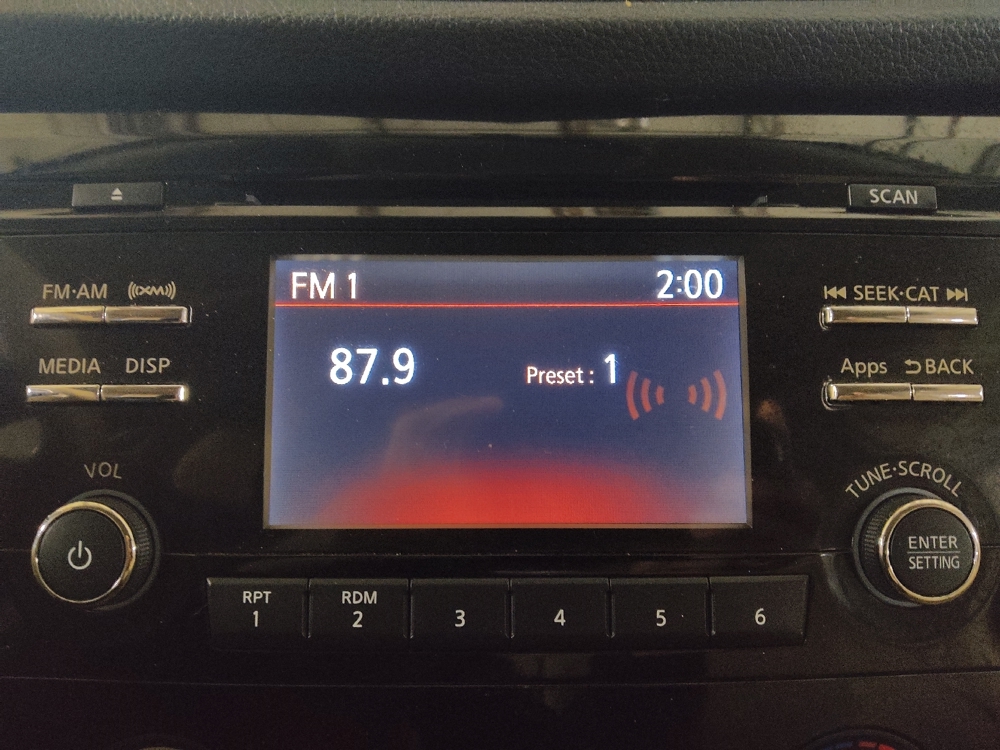 SCAN
FM·AM
((XM))
SEEK·CAT
MEDIA
DISP
Apps
BACK
FM 1
2:00
87.9
Preset : 1
VOL
TUNE·SCROLL
ENTER
SETTING
RPT
1
RDM
2
3
4
5
6